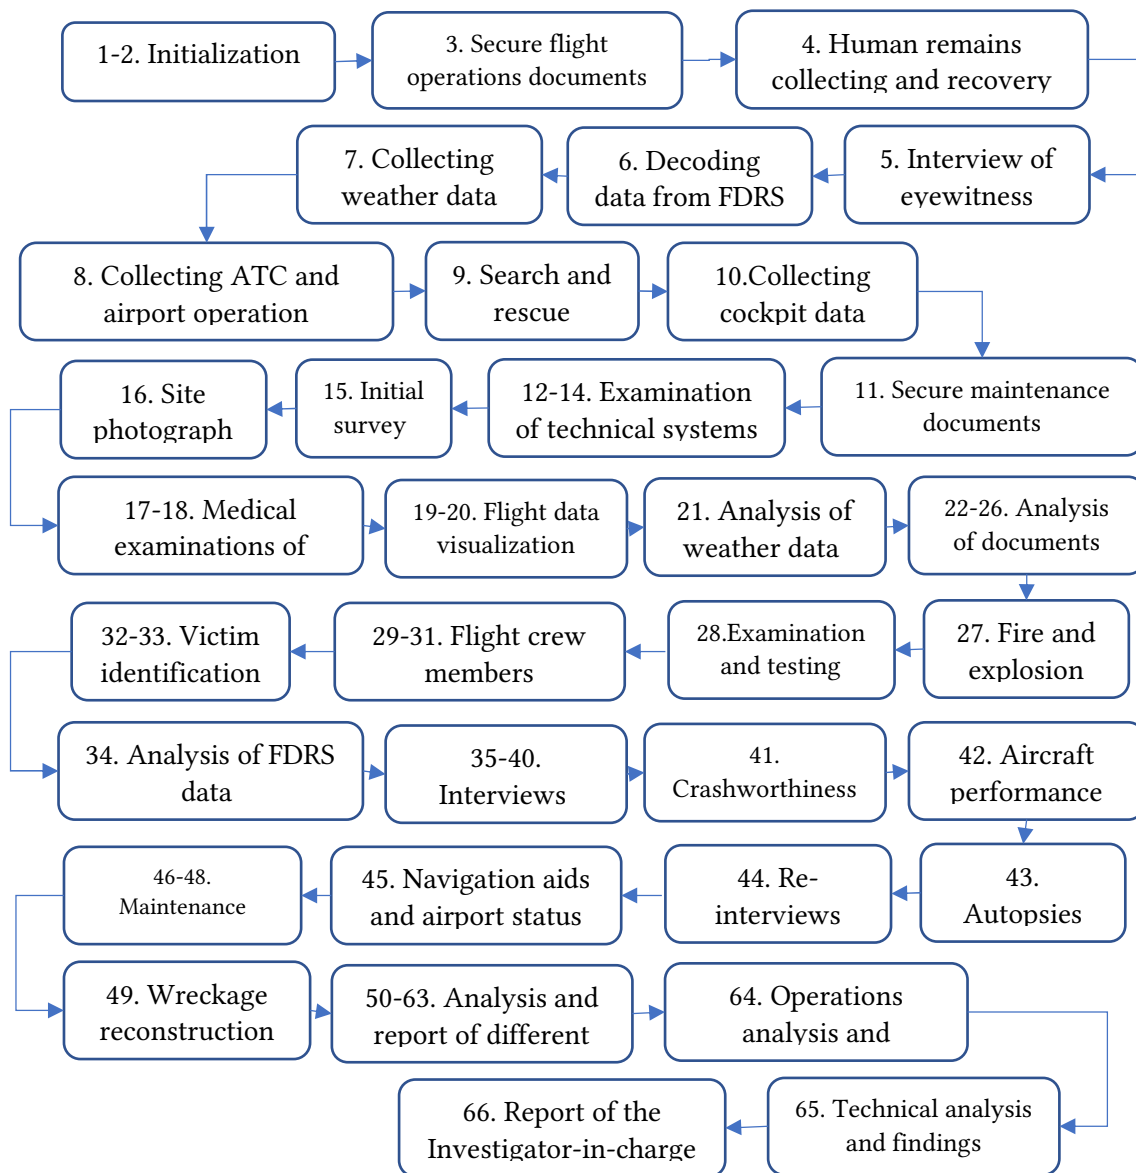 1-2. Initialization
3. Secure flight
operations documents
4. Human remains
collecting and recovery
5. Interview of
eyewitness
6. Decoding
data from FDRS
7. Collecting
weather data
8. Collecting ATC and
airport operation
9. Search and
rescue
10.Collecting
cockpit data
11. Secure maintenance
documents
12-14. Examination
of technical systems
15. Initial
survey
16. Site
photograph
17-18. Medical
examinations of
19-20. Flight data
visualization
21. Analysis of
weather data
22-26. Analysis
of documents
27. Fire and
explosion
28.Examination
and testing
29-31. Flight crew
members
32-33. Victim
identification
34. Analysis of FDRS
data
35-40.
Interviews
41.
Crashworthiness
42. Aircraft
performance
43.
Autopsies
44. Re-
interviews
45. Navigation aids
and airport status
46-48.
Maintenance
49. Wreckage
reconstruction
50-63. Analysis and
report of different
64. Operations
analysis and
65. Technical analysis
and findings
66. Report of the
Investigator-in-charge